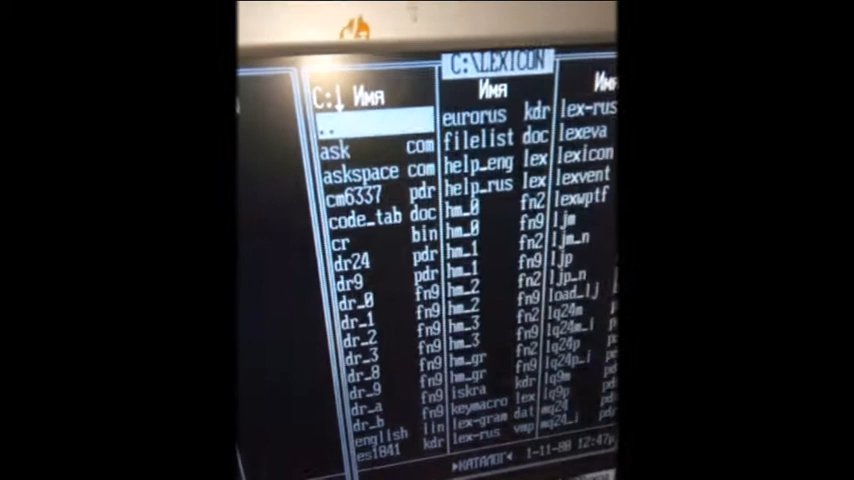 C:\LEXICON
C:↓ Имя
Имя
..
ask com
askspace com
cm6337 pdr
code_tab doc
cr bin
dr24 pdr
dr9 pdr
dr_0 fn9
dr_1 fn9
dr_2 fn9
dr_3 fn9
dr_8 fn9
dr_9 fn9
dr_a fn9
dr_b fn9
english lin
es1841 kdr
eurorus kdr
filelist doc
help_eng lex
help_rus lex
hm_0 fn2
hm_0 fn9
hm_1 fn2
hm_1 fn9
hm_2 fn2
hm_2 fn9
hm_3 fn2
hm_3 fn9
hm_gr fn2
hm_gr fn9
iskra kdr
keymacro lex
lex-gram dat
lex-rus vmp
lex-rus
lexeva
lexicon
lexvent
lexwptf
ljm
ljm_n
ljp
ljp_n
load_lj
lq24m
lq24m_i
lq24p
lq24p_i
lq9m
lq9p
mq24
mq24_i
►КАТАЛОГ◄ 1-11-80 12:47p